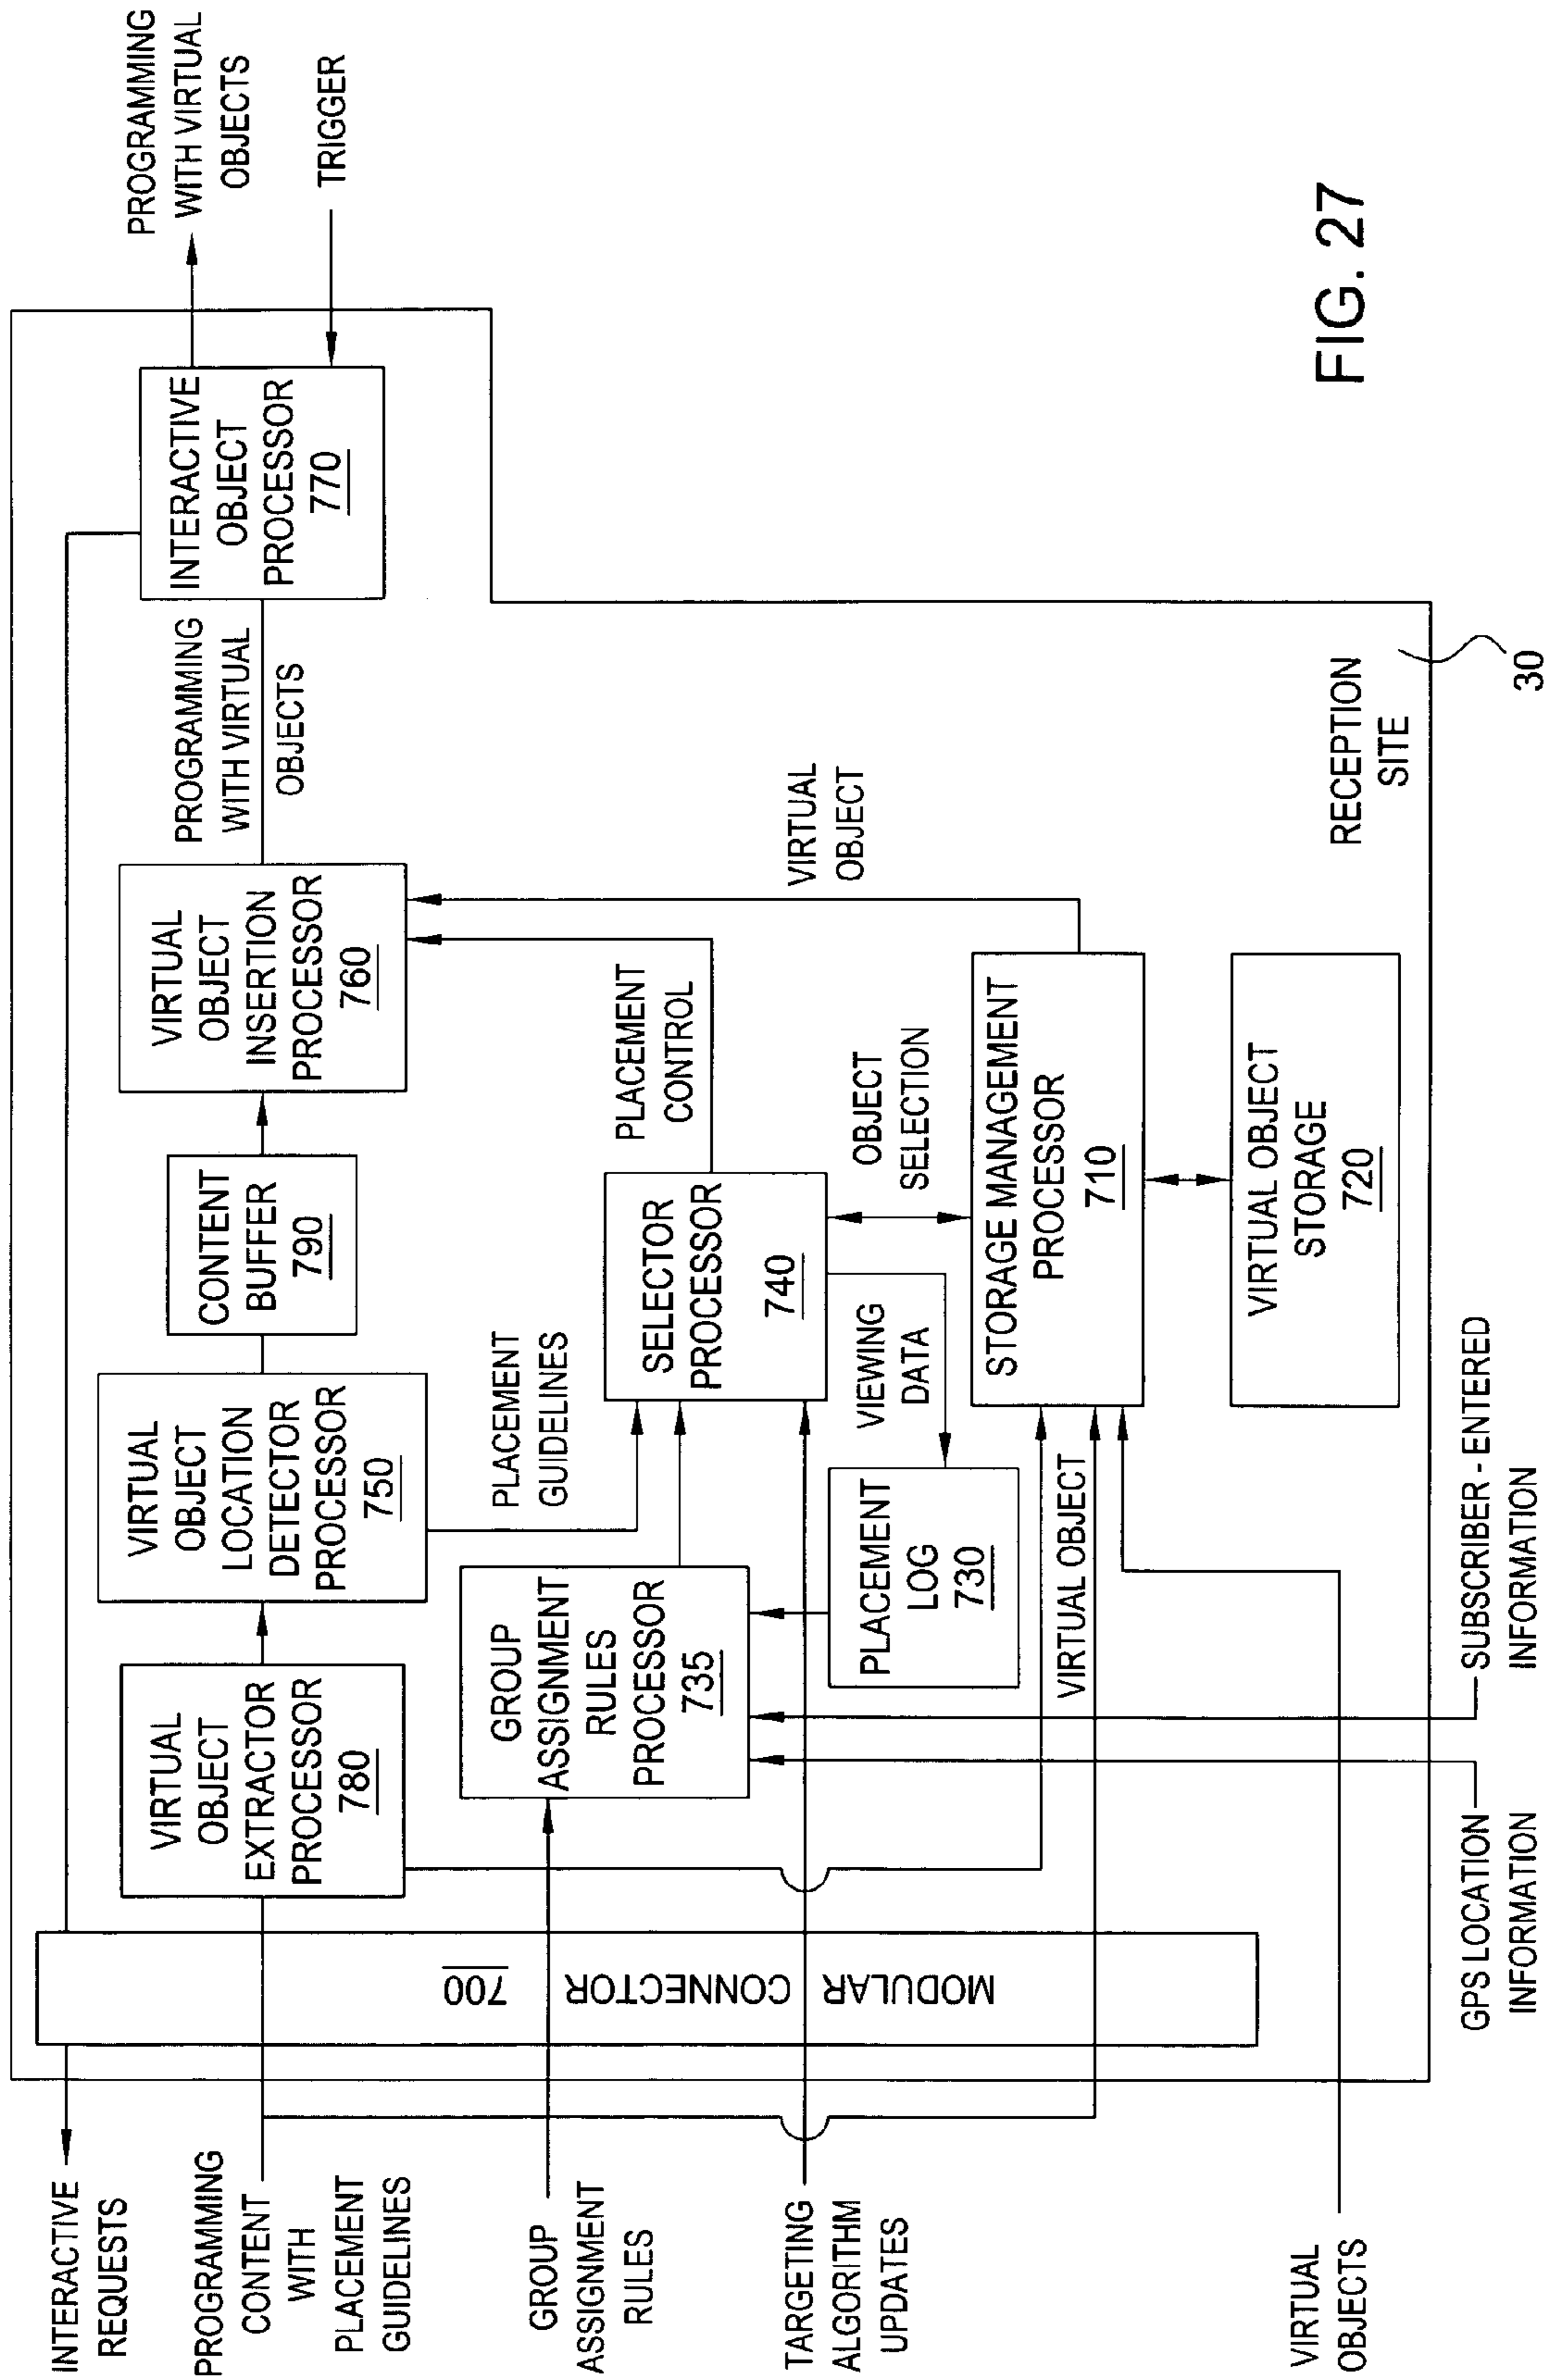 INTERACTIVE
REQUESTS
PROGRAMMING
CONTENT
WITH
PLACEMENT
GUIDELINES
GROUP
ASSIGNMENT
RULES
TARGETING
ALGORITHM
UPDATES
VIRTUAL
OBJECTS
MODULAR CONNECTOR 700
VIRTUAL
OBJECT
EXTRACTOR
PROCESSOR
780
VIRTUAL
OBJECT
LOCATION
DETECTOR
PROCESSOR
750
CONTENT
BUFFER
790
VIRTUAL
OBJECT
INSERTION
PROCESSOR
760
PROGRAMMING
WITH VIRTUAL
OBJECTS
INTERACTIVE
OBJECT
PROCESSOR
770
PROGRAMMING
WITH VIRTUAL
OBJECTS
TRIGGER
GROUP
ASSIGNMENT
RULES
PROCESSOR
735
PLACEMENT
GUIDELINES
SELECTOR
PROCESSOR
740
PLACEMENT
CONTROL
VIRTUAL
OBJECT
PLACEMENT
LOG
730
VIEWING
DATA
OBJECT
SELECTION
VIRTUAL OBJECT
STORAGE MANAGEMENT
PROCESSOR
710
VIRTUAL OBJECT
STORAGE
720
RECEPTION
SITE
30
GPS LOCATION
INFORMATION
SUBSCRIBER - ENTERED
INFORMATION
FIG. 27